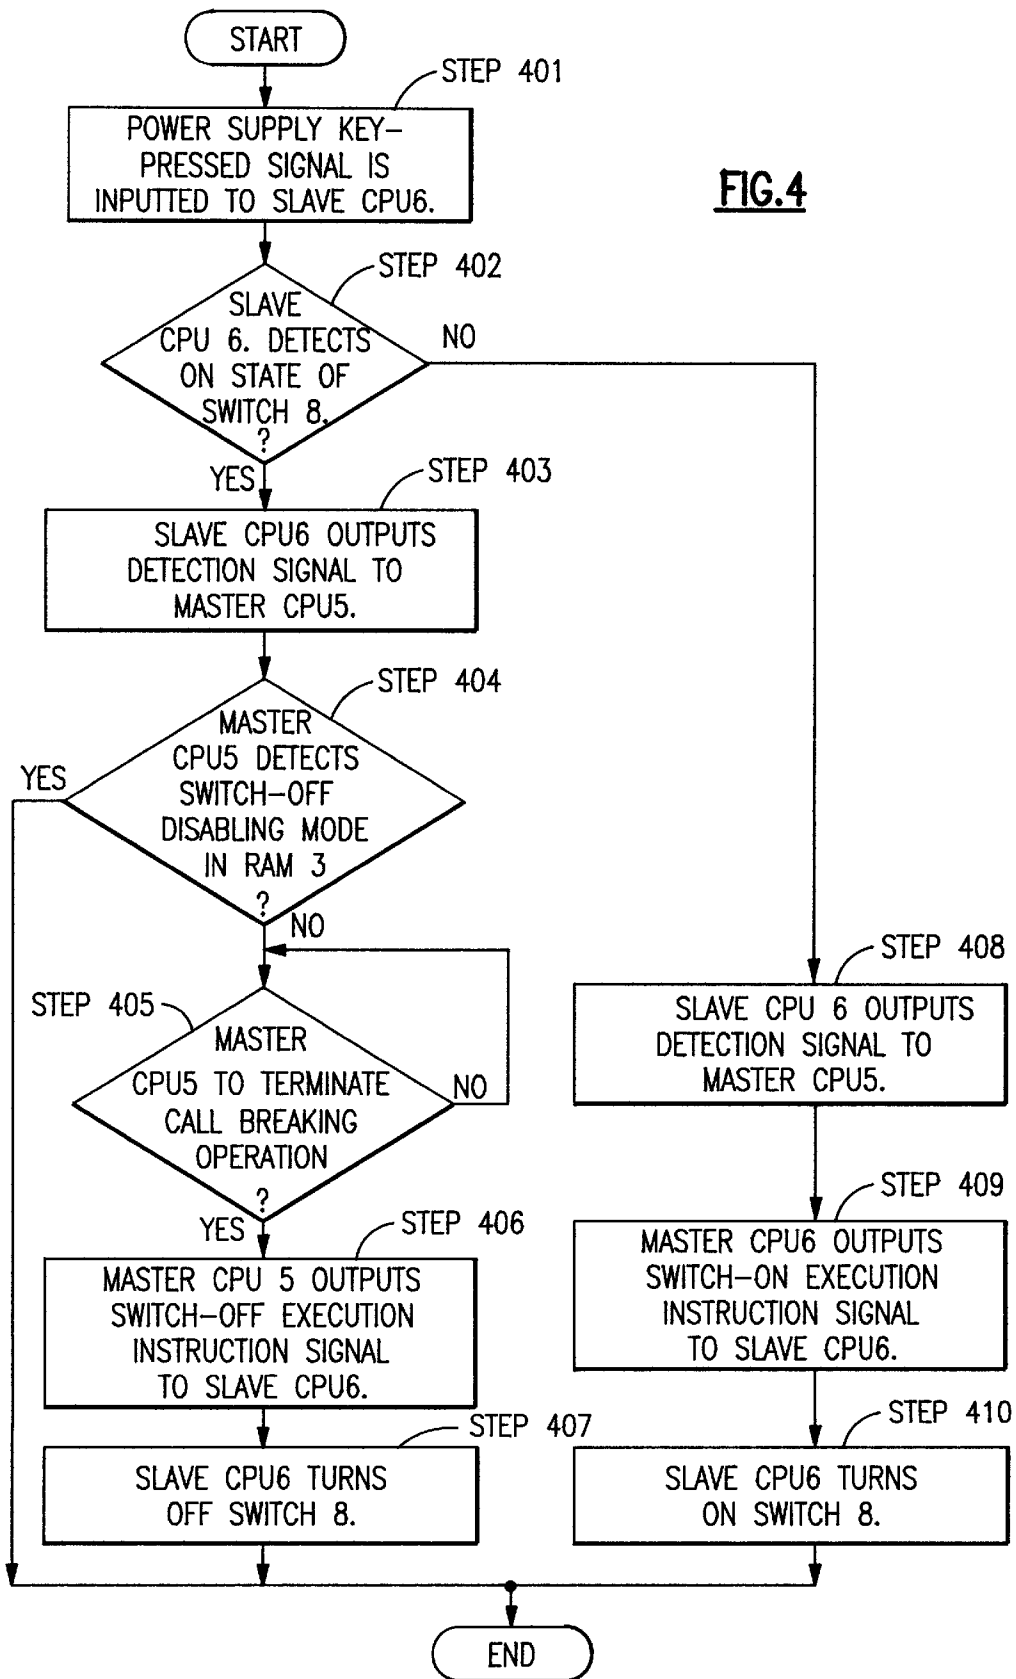 START
STEP 401
POWER SUPPLY KEY-
PRESSED SIGNAL IS
INPUTTED TO SLAVE CPU6.
FIG.4
STEP 402
SLAVE
CPU 6. DETECTS
ON STATE OF
SWITCH 8.
?
NO
YES
STEP 403
SLAVE CPU6 OUTPUTS
DETECTION SIGNAL TO
MASTER CPU5.
STEP 404
MASTER
CPU5 DETECTS
SWITCH-OFF
DISABLING MODE
IN RAM 3
?
YES
NO
STEP 405
MASTER
CPU5 TO TERMINATE
CALL BREAKING
OPERATION
?
NO
YES
STEP 406
MASTER CPU 5 OUTPUTS
SWITCH-OFF EXECUTION
INSTRUCTION SIGNAL
TO SLAVE CPU6.
STEP 407
SLAVE CPU6 TURNS
OFF SWITCH 8.
STEP 408
SLAVE CPU 6 OUTPUTS
DETECTION SIGNAL TO
MASTER CPU5.
STEP 409
MASTER CPU6 OUTPUTS
SWITCH-ON EXECUTION
INSTRUCTION SIGNAL
TO SLAVE CPU6.
STEP 410
SLAVE CPU6 TURNS
ON SWITCH 8.
END